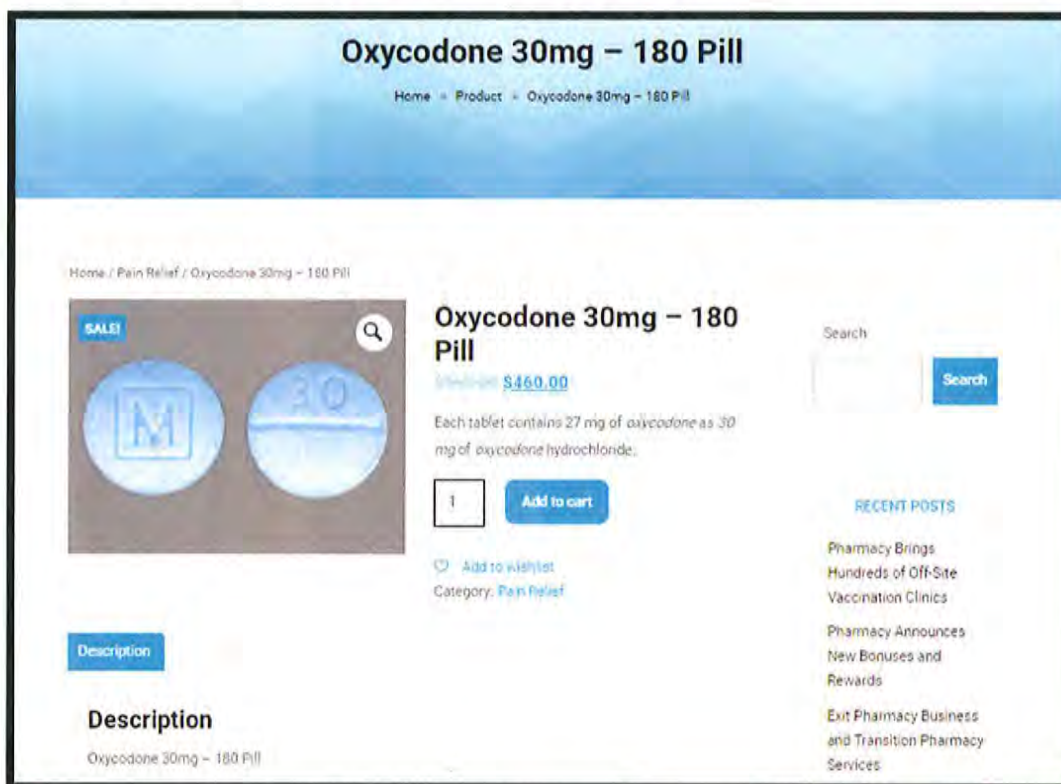 Oxycodone 30mg – 180 Pill
Home » Product » Oxycodone 30mg – 180 Pill
Home / Pain Relief / Oxycodone 30mg – 180 Pill
SALE!
M
30
Oxycodone 30mg – 180
Pill
$460.00
Each tablet contains 27 mg of oxycodone as 30
mg of oxycodone hydrochloride.
1
Add to cart
Add to wishlist
Category: Pain Relief
Search
Search
RECENT POSTS
Pharmacy Brings
Hundreds of Off-Site
Vaccination Clinics
Pharmacy Announces
New Bonuses and
Rewards
Exit Pharmacy Business
and Transition Pharmacy
Services
Description
Description
Oxycodone 30mg – 180 Pill